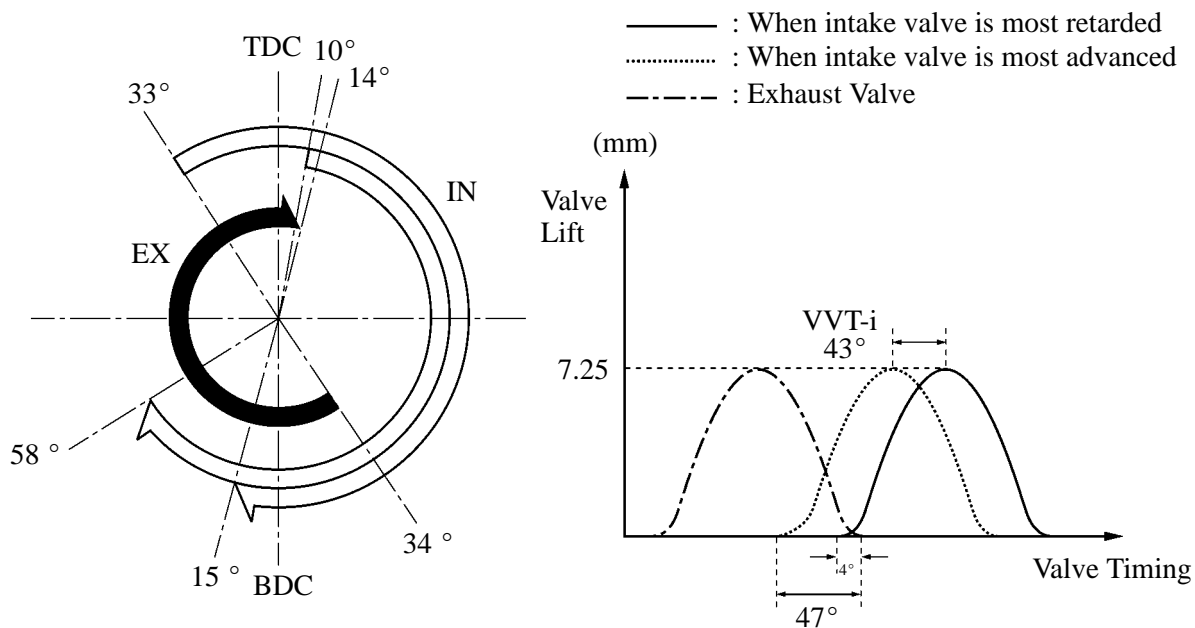 TDC 10°
14°
33°
IN
EX
58 °
34 °
15 °
BDC
: When intake valve is most retarded
: When intake valve is most advanced
: Exhaust Valve
(mm)
Valve
Lift
VVT-i
43°
7.25
4°
Valve Timing
47°